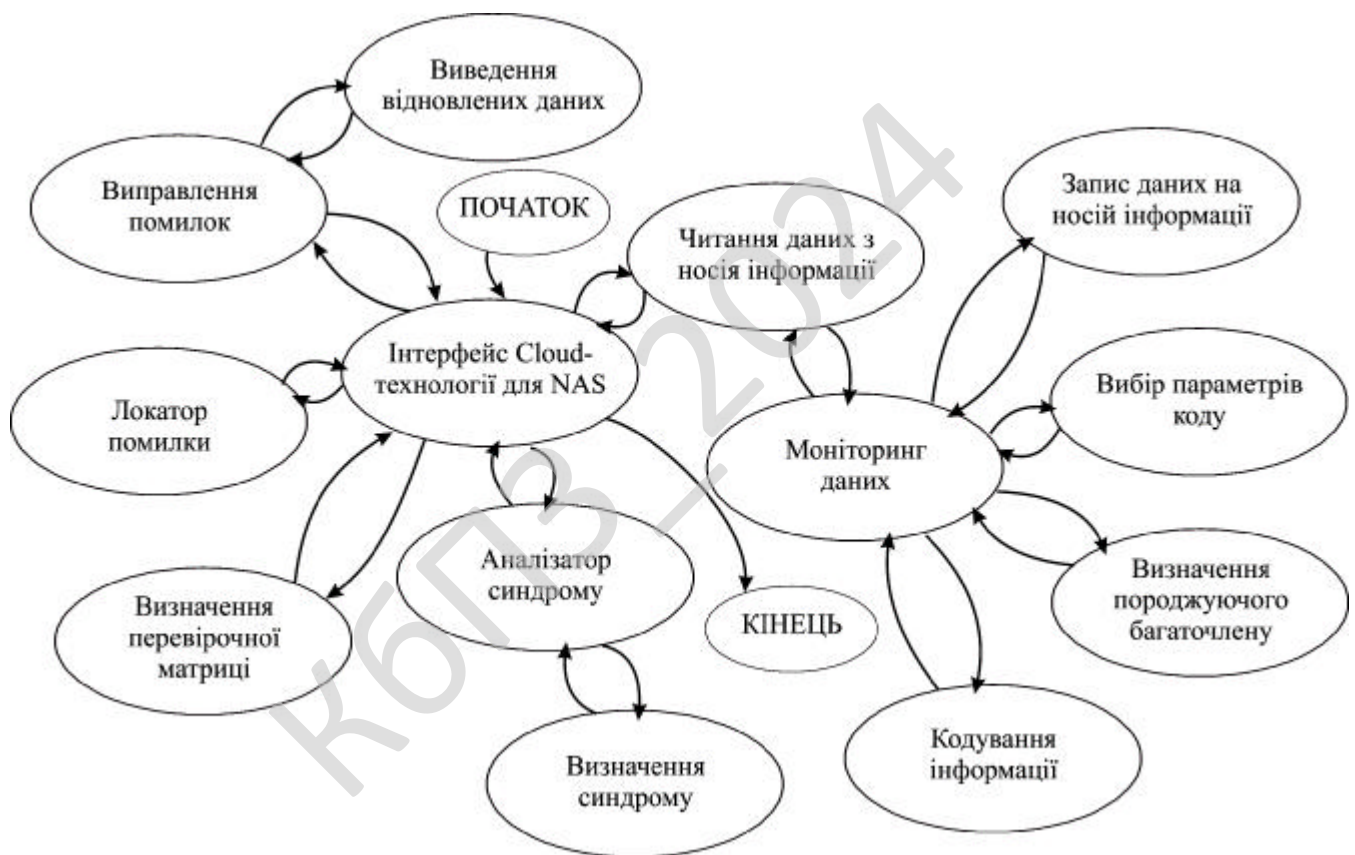 Виведення
відновлених даних
Виправлення
помилок
ПОЧАТОК
Читання даних з
носія інформації
Запис даних на
носій інформації
Інтерфейс Cloud-
технології для NAS
Локатор
помилки
Вибір параметрів
коду
Моніторинг
даних
Аналізатор
синдрому
Визначення
перевірочної
матриці
КІНЕЦЬ
Визначення
породжуючого
багаточлену
Визначення
синдрому
Кодування
інформації
КбПЗ_2024